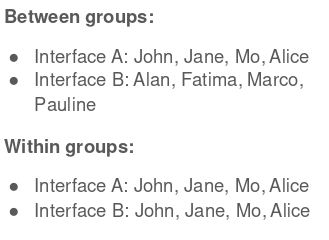 Between groups:
● Interface A: John, Jane, Mo, Alice
● Interface B: Alan, Fatima, Marco,
Pauline
Within groups:
● Interface A: John, Jane, Mo, Alice
● Interface B: John, Jane, Mo, Alice